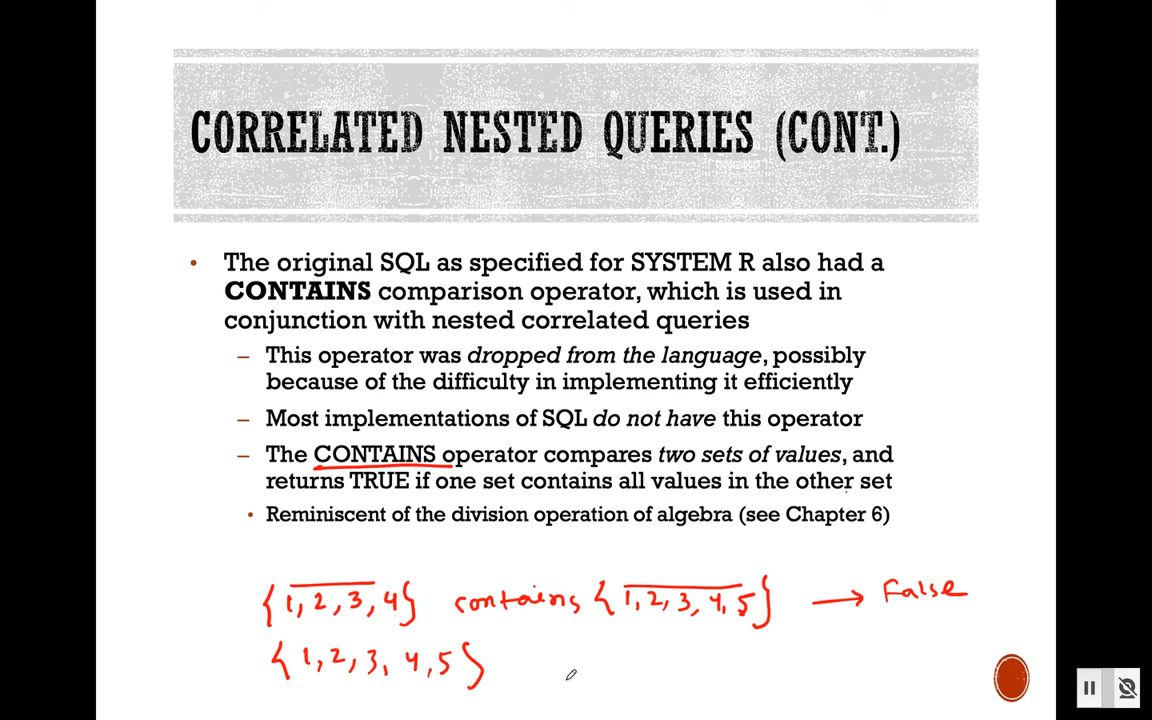 CORRELATED NESTED QUERIES (CONT.)
• The original SQL as specified for SYSTEM R also had a
CONTAINS comparison operator, which is used in
conjunction with nested correlated queries
– This operator was dropped from the language, possibly
because of the difficulty in implementing it efficiently
– Most implementations of SQL do not have this operator
– The CONTAINS operator compares two sets of values, and
returns TRUE if one set contains all values in the other set
• Reminiscent of the division operation of algebra (see Chapter 6)
{1, 2, 3, 4} contains {1, 2, 3, 4, 5} → False
{1, 2, 3, 4, 5}